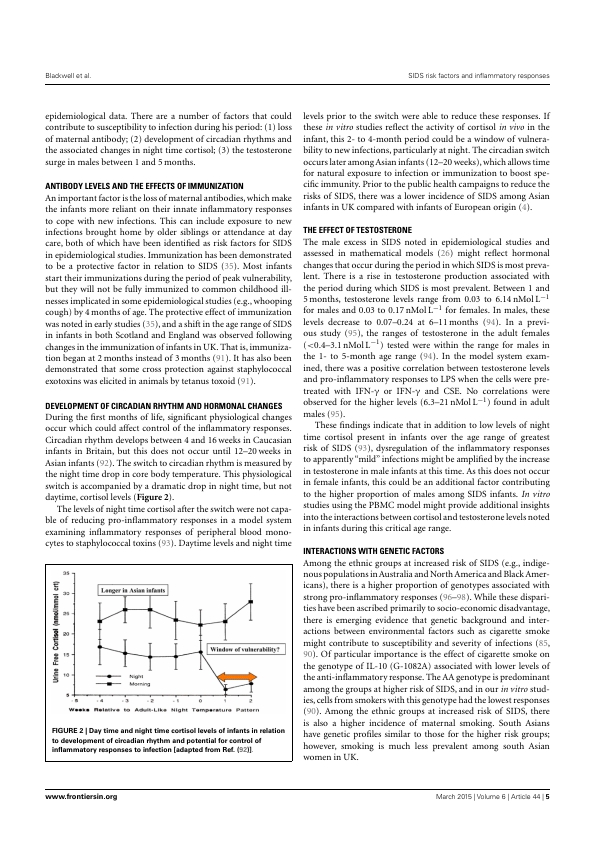 Blackwell et al.
SIDS risk factors and inflammatory responses
epidemiological data. There are a number of factors that could
contribute to susceptibility to infection during his period: (1) loss
of maternal antibody; (2) development of circadian rhythms and
the associated changes in night time cortisol; (3) the testosterone
surge in males between 1 and 5 months.
ANTIBODY LEVELS AND THE EFFECTS OF IMMUNIZATION
An important factor is the loss of maternal antibodies, which make
the infants more reliant on their innate inflammatory responses
to cope with new infections. This can include exposure to new
infections brought home by older siblings or attendance at day
care, both of which have been identified as risk factors for SIDS
in epidemiological studies. Immunization has been demonstrated
to be a protective factor in relation to SIDS (35). Most infants
start their immunizations during the period of peak vulnerability,
but they will not be fully immunized to common childhood ill-
nesses implicated in some epidemiological studies (e.g., whooping
cough) by 4 months of age. The protective effect of immunization
was noted in early studies (35), and a shift in the age range of SIDS
in infants in both Scotland and England was observed following
changes in the immunization of infants in UK. That is, immuniza-
tion began at 2 months instead of 3 months (91). It has also been
demonstrated that some cross protection against staphylococcal
exotoxins was elicited in animals by tetanus toxoid (91).
DEVELOPMENT OF CIRCADIAN RHYTHM AND HORMONAL CHANGES
During the first months of life, significant physiological changes
occur which could affect control of the inflammatory responses.
Circadian rhythm develops between 4 and 16 weeks in Caucasian
infants in Britain, but this does not occur until 12–20 weeks in
Asian infants (92). The switch to circadian rhythm is measured by
the night time drop in core body temperature. This physiological
switch is accompanied by a dramatic drop in night time, but not
daytime, cortisol levels (Figure 2).
The levels of night time cortisol after the switch were not capa-
ble of reducing pro-inflammatory responses in a model system
examining inflammatory responses of peripheral blood mono-
cytes to staphylococcal toxins (93). Daytime levels and night time
Urine Free Cortisol (nmol/mmol crt)
35
30
25
20
15
10
5
Longer in Asian infants
Window of vulnerability?
Night
Morning
-4 -3 -2 -1 0 1 2
Weeks Relative to Adult-Like Night Temperature Pattern
FIGURE 2 | Day time and night time cortisol levels of infants in relation
to development of circadian rhythm and potential for control of
inflammatory responses to infection [adapted from Ref. (92)].
levels prior to the switch were able to reduce these responses. If
these in vitro studies reflect the activity of cortisol in vivo in the
infant, this 2- to 4-month period could be a window of vulnera-
bility to new infections, particularly at night. The circadian switch
occurs later among Asian infants (12–20 weeks), which allows time
for natural exposure to infection or immunization to boost spe-
cific immunity. Prior to the public health campaigns to reduce the
risks of SIDS, there was a lower incidence of SIDS among Asian
infants in UK compared with infants of European origin (4).
THE EFFECT OF TESTOSTERONE
The male excess in SIDS noted in epidemiological studies and
assessed in mathematical models (26) might reflect hormonal
changes that occur during the period in which SIDS is most preva-
lent. There is a rise in testosterone production associated with
the period during which SIDS is most prevalent. Between 1 and
5 months, testosterone levels range from 0.03 to 6.14 nMol L⁻¹
for males and 0.03 to 0.17 nMol L⁻¹ for females. In males, these
levels decrease to 0.07–0.24 at 6–11 months (94). In a previ-
ous study (95), the ranges of testosterone in the adult females
(<0.4–3.1 nMol L⁻¹) tested were within the range for males in
the 1- to 5-month age range (94). In the model system exam-
ined, there was a positive correlation between testosterone levels
and pro-inflammatory responses to LPS when the cells were pre-
treated with IFN-γ or IFN-γ and CSE. No correlations were
observed for the higher levels (6.3–21 nMol L⁻¹) found in adult
males (95).
These findings indicate that in addition to low levels of night
time cortisol present in infants over the age range of greatest
risk of SIDS (93), dysregulation of the inflammatory responses
to apparently “mild” infections might be amplified by the increase
in testosterone in male infants at this time. As this does not occur
in female infants, this could be an additional factor contributing
to the higher proportion of males among SIDS infants. In vitro
studies using the PBMC model might provide additional insights
into the interactions between cortisol and testosterone levels noted
in infants during this critical age range.
INTERACTIONS WITH GENETIC FACTORS
Among the ethnic groups at increased risk of SIDS (e.g., indige-
nous populations in Australia and North America and Black Amer-
icans), there is a higher proportion of genotypes associated with
strong pro-inflammatory responses (96–98). While these dispari-
ties have been ascribed primarily to socio-economic disadvantage,
there is emerging evidence that genetic background and inter-
actions between environmental factors such as cigarette smoke
might contribute to susceptibility and severity of infections (85,
90). Of particular importance is the effect of cigarette smoke on
the genotype of IL-10 (G-1082A) associated with lower levels of
the anti-inflammatory response. The AA genotype is predominant
among the groups at higher risk of SIDS, and in our in vitro stud-
ies, cells from smokers with this genotype had the lowest responses
(90). Among the ethnic groups at increased risk of SIDS, there
is also a higher incidence of maternal smoking. South Asians
have genetic profiles similar to those for the higher risk groups;
however, smoking is much less prevalent among south Asian
women in UK.
www.frontiersin.org
March 2015 | Volume 6 | Article 44 | 5